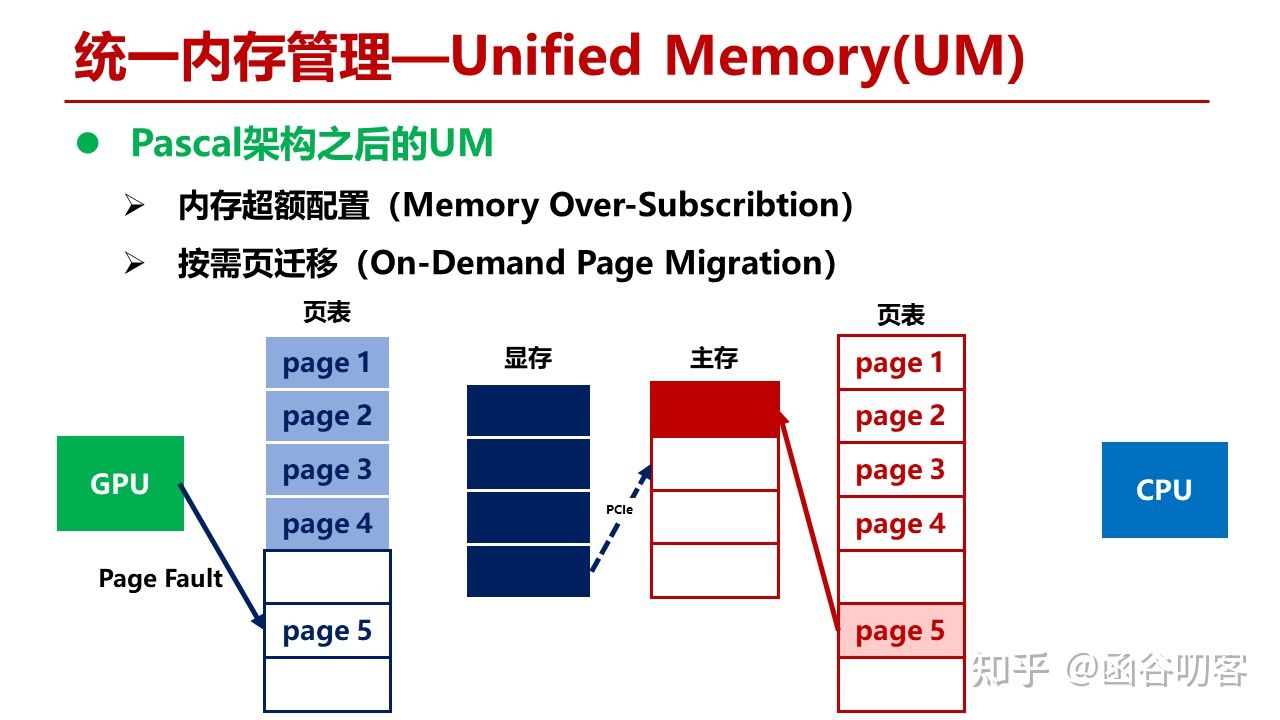 统一内存管理—Unified Memory(UM)
Pascal架构之后的UM
内存超额配置（Memory Over-Subscribtion）
按需页迁移（On-Demand Page Migration）
页表
显存
主存
页表
page 1
page 2
page 3
page 4
page 5
GPU
Page Fault
PCIe
page 1
page 2
page 3
page 4
page 5
CPU
知乎 @函谷叨客